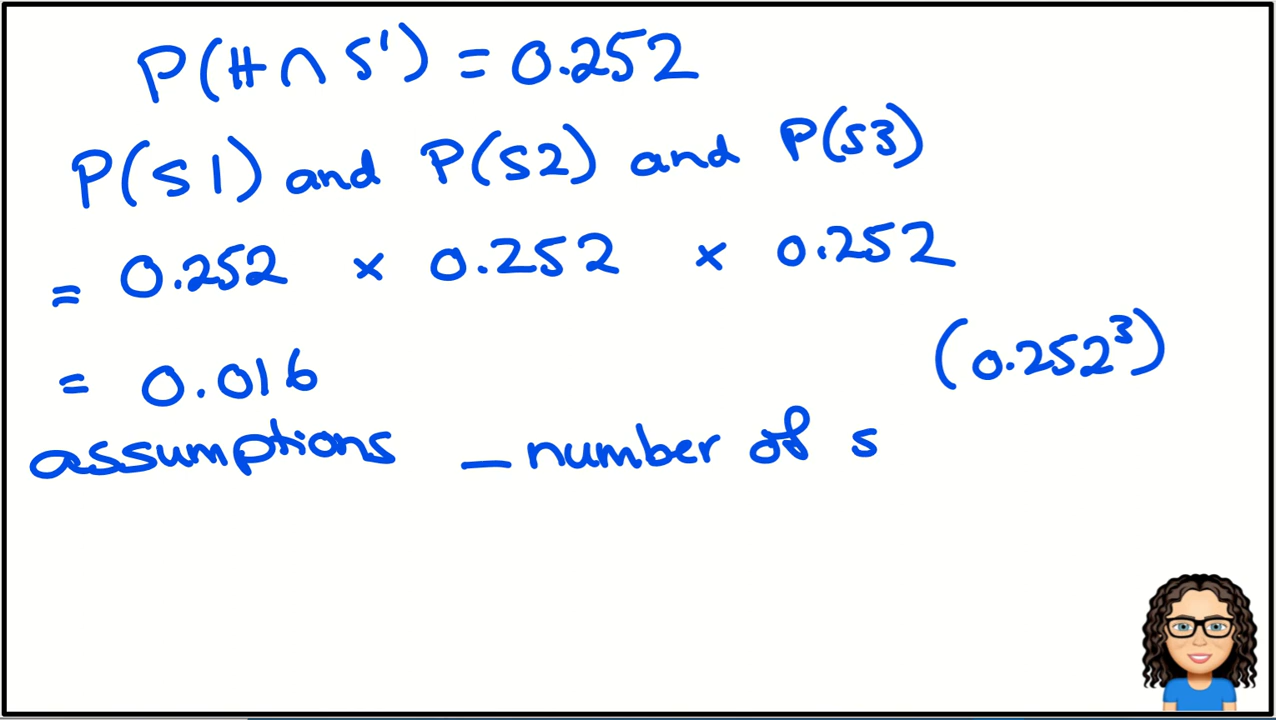 P(H∩S') = 0.252
P(S1) and P(S2) and P(S3)
= 0.252 × 0.252 × 0.252
(0.252³)
= 0.016
assumptions – number of s